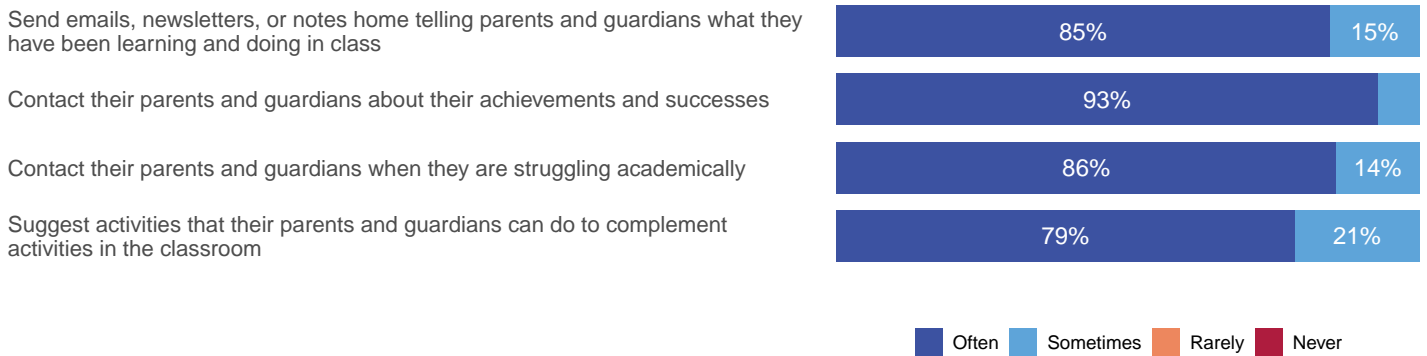 Send emails, newsletters, or notes home telling parents and guardians what they
have been learning and doing in class
85% 15%
Contact their parents and guardians about their achievements and successes
93%
Contact their parents and guardians when they are struggling academically
86% 14%
Suggest activities that their parents and guardians can do to complement
activities in the classroom
79% 21%
Often Sometimes Rarely Never